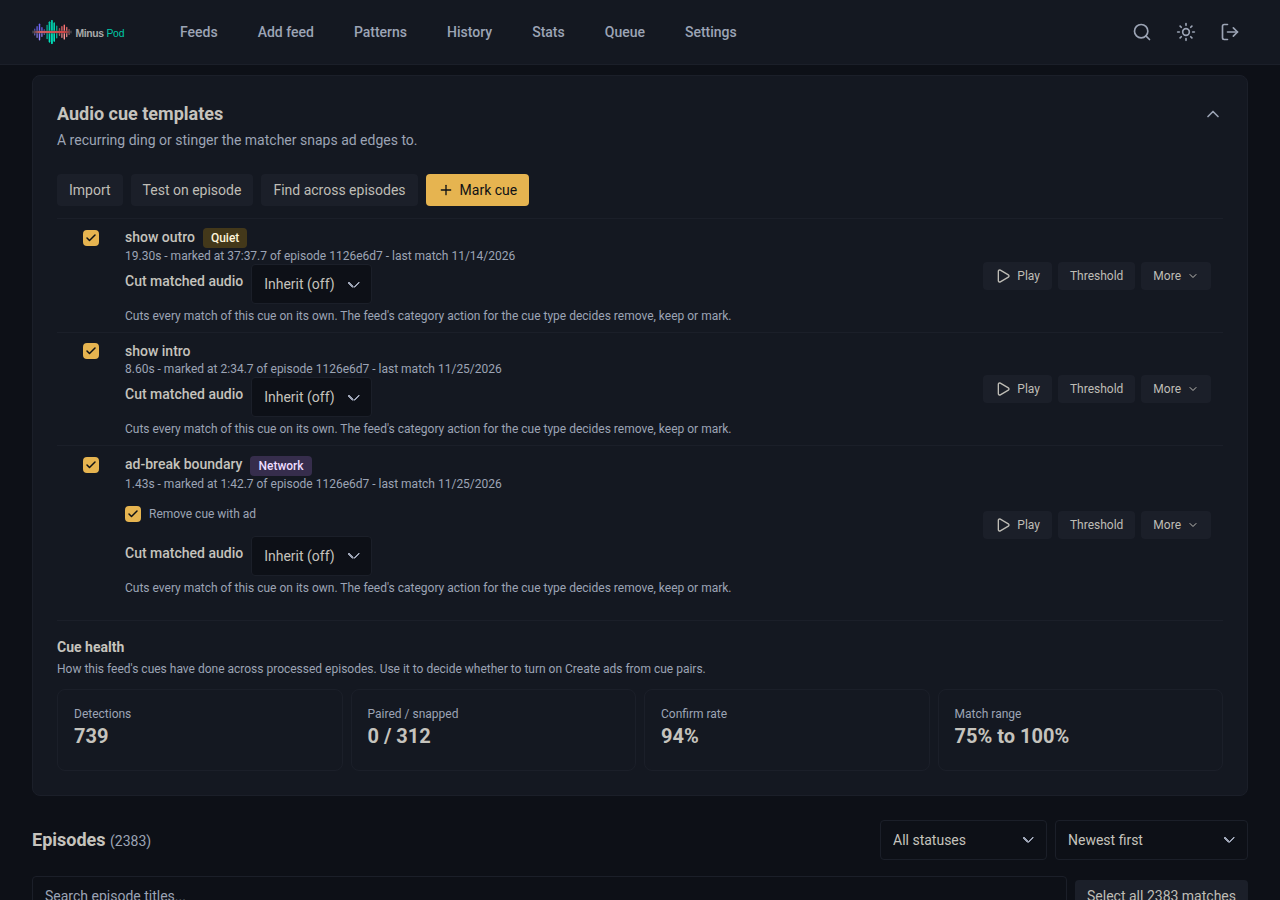 Minus Pod
Feeds
Add feed
Patterns
History
Stats
Queue
Settings
Audio cue templates
A recurring ding or stinger the matcher snaps ad edges to.
Import
Test on episode
Find across episodes
Mark cue
show outro Quiet
19.30s - marked at 37:37.7 of episode 1126e6d7 - last match 11/14/2026
Cut matched audio Inherit (off)
Cuts every match of this cue on its own. The feed's category action for the cue type decides remove, keep or mark.
Play
Threshold
More
show intro
8.60s - marked at 2:34.7 of episode 1126e6d7 - last match 11/25/2026
Cut matched audio Inherit (off)
Cuts every match of this cue on its own. The feed's category action for the cue type decides remove, keep or mark.
Play
Threshold
More
ad-break boundary Network
1.43s - marked at 1:42.7 of episode 1126e6d7 - last match 11/25/2026
Remove cue with ad
Cut matched audio Inherit (off)
Cuts every match of this cue on its own. The feed's category action for the cue type decides remove, keep or mark.
Play
Threshold
More
Cue health
How this feed's cues have done across processed episodes. Use it to decide whether to turn on Create ads from cue pairs.
Detections
739
Paired / snapped
0 / 312
Confirm rate
94%
Match range
75% to 100%
Episodes (2383)
All statuses
Newest first
Search episode titles...
Select all 2383 matches